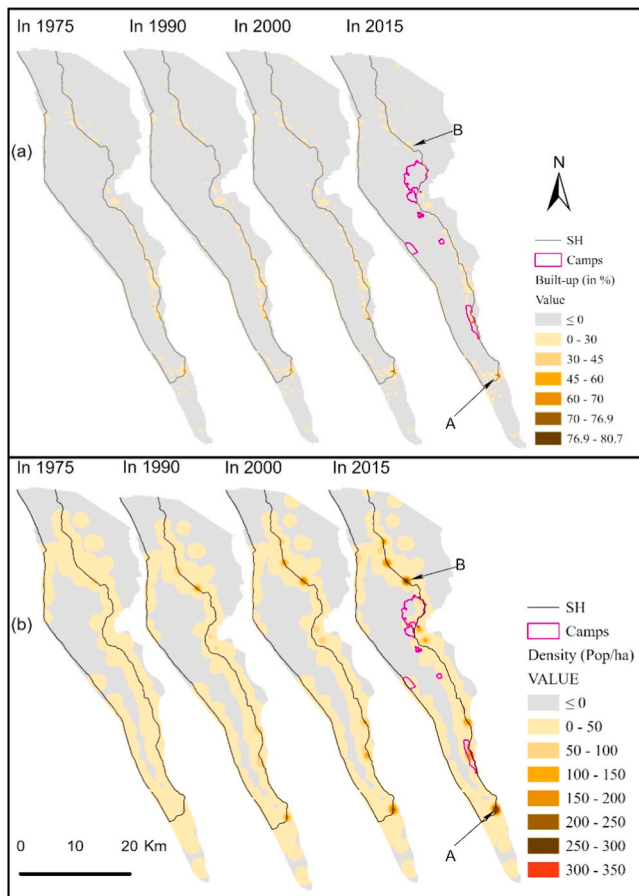 In 1975 In 1990 In 2000 In 2015
B
(a)
N
SH
Camps
Built-up (in %)
Value
≤ 0
0 - 30
30 - 45
45 - 60
60 - 70
70 - 76.9
76.9 - 80.7
A
In 1975 In 1990 In 2000 In 2015
B
(b)
SH
Camps
Density (Pop/ha)
VALUE
≤ 0
0 - 50
50 - 100
100 - 150
150 - 200
200 - 250
250 - 300
300 - 350
A
0 10 20 Km